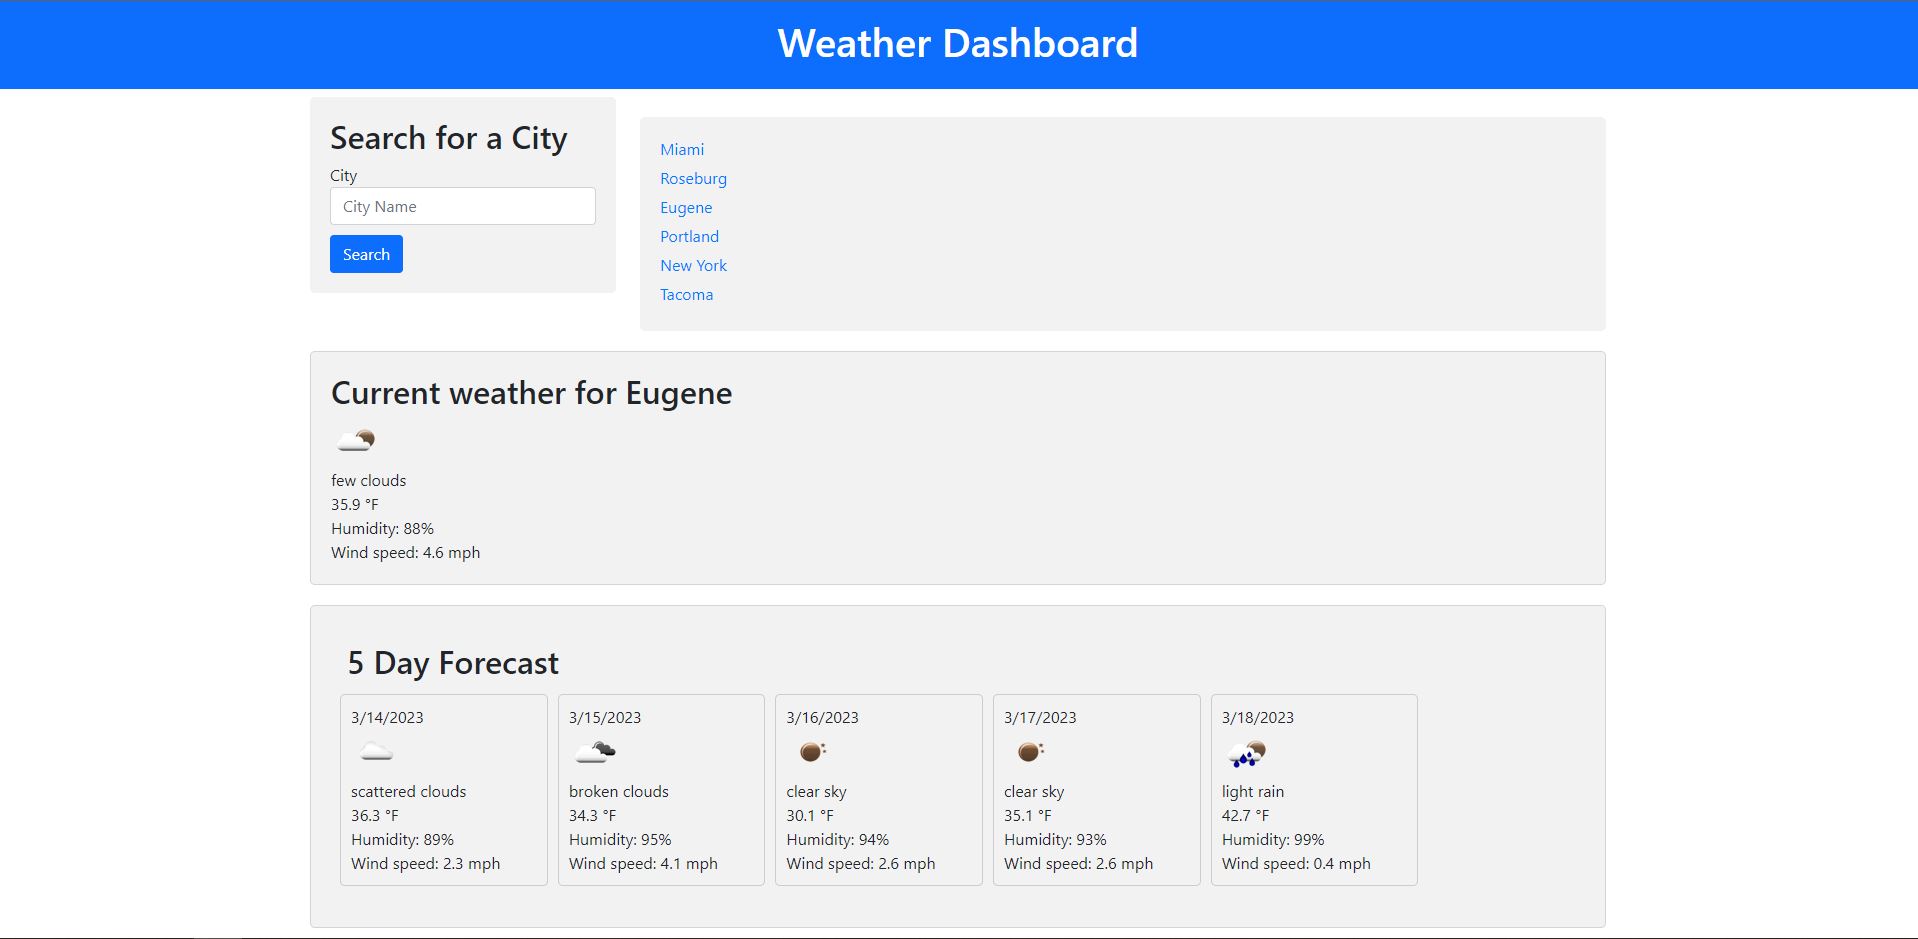 Weather Dashboard
Search for a City
City
City Name
Search
Miami
Roseburg
Eugene
Portland
New York
Tacoma
Current weather for Eugene
few clouds
35.9 °F
Humidity: 88%
Wind speed: 4.6 mph
5 Day Forecast
3/14/2023
scattered clouds
36.3 °F
Humidity: 89%
Wind speed: 2.3 mph
3/15/2023
broken clouds
34.3 °F
Humidity: 95%
Wind speed: 4.1 mph
3/16/2023
clear sky
30.1 °F
Humidity: 94%
Wind speed: 2.6 mph
3/17/2023
clear sky
35.1 °F
Humidity: 93%
Wind speed: 2.6 mph
3/18/2023
light rain
42.7 °F
Humidity: 99%
Wind speed: 0.4 mph